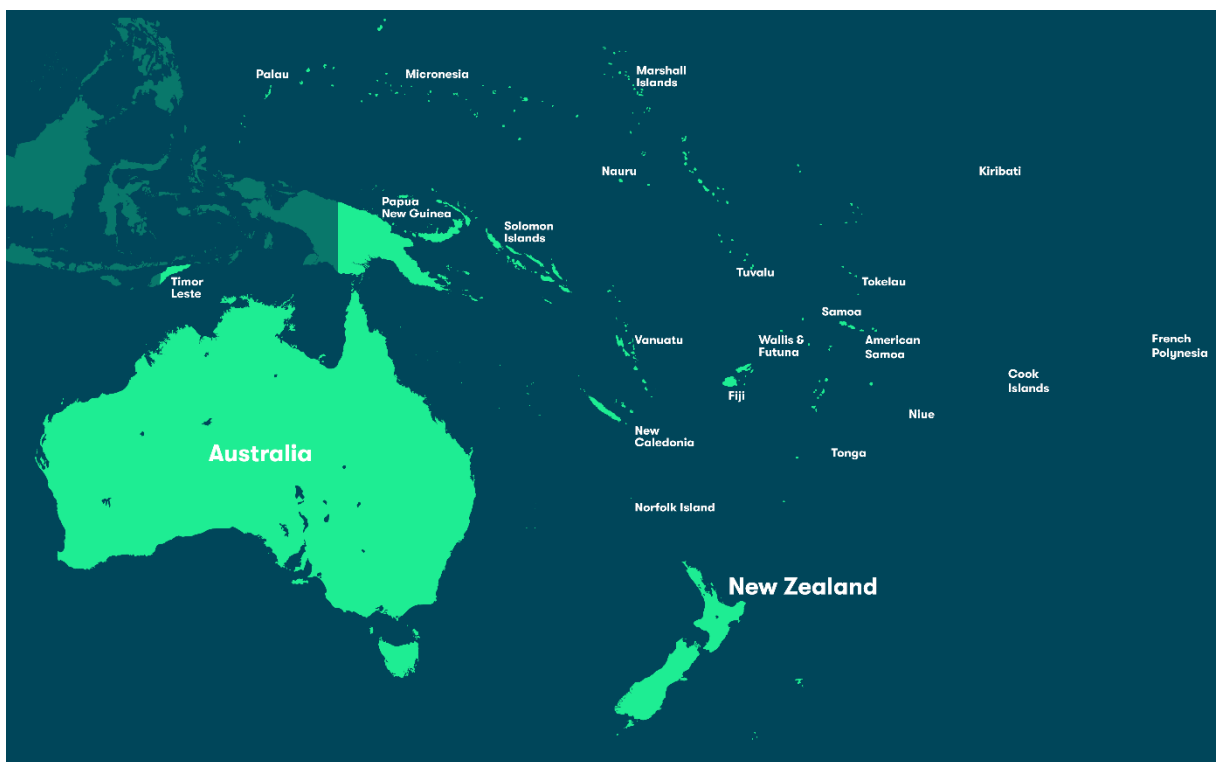 Palau
Micronesia
Marshall
Islands
Nauru
Kiribati
Papua
New Guinea
Solomon
Islands
Tuvalu
Timor
Leste
Tokelau
Samoa
Vanuatu
Wallis &
Futuna
American
Samoa
French
Polynesia
Cook
Islands
Fiji
Niue
New
Caledonia
Australia
Tonga
Norfolk Island
New Zealand